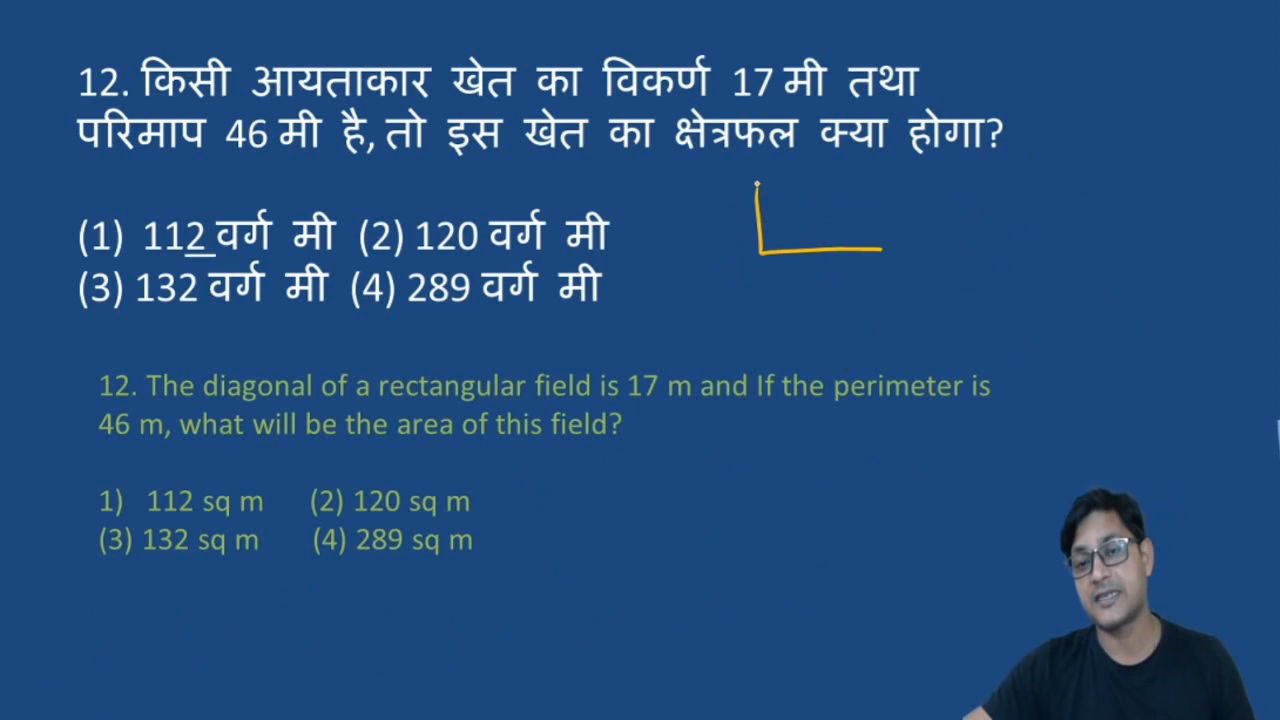 12. किसी आयताकार खेत का विकर्ण 17 मी तथा
परिमाप 46 मी है, तो इस खेत का क्षेत्रफल क्या होगा?
(1) 112 वर्ग मी (2) 120 वर्ग मी
(3) 132 वर्ग मी (4) 289 वर्ग मी
12. The diagonal of a rectangular field is 17 m and If the perimeter is
46 m, what will be the area of this field?
1) 112 sq m (2) 120 sq m
(3) 132 sq m (4) 289 sq m